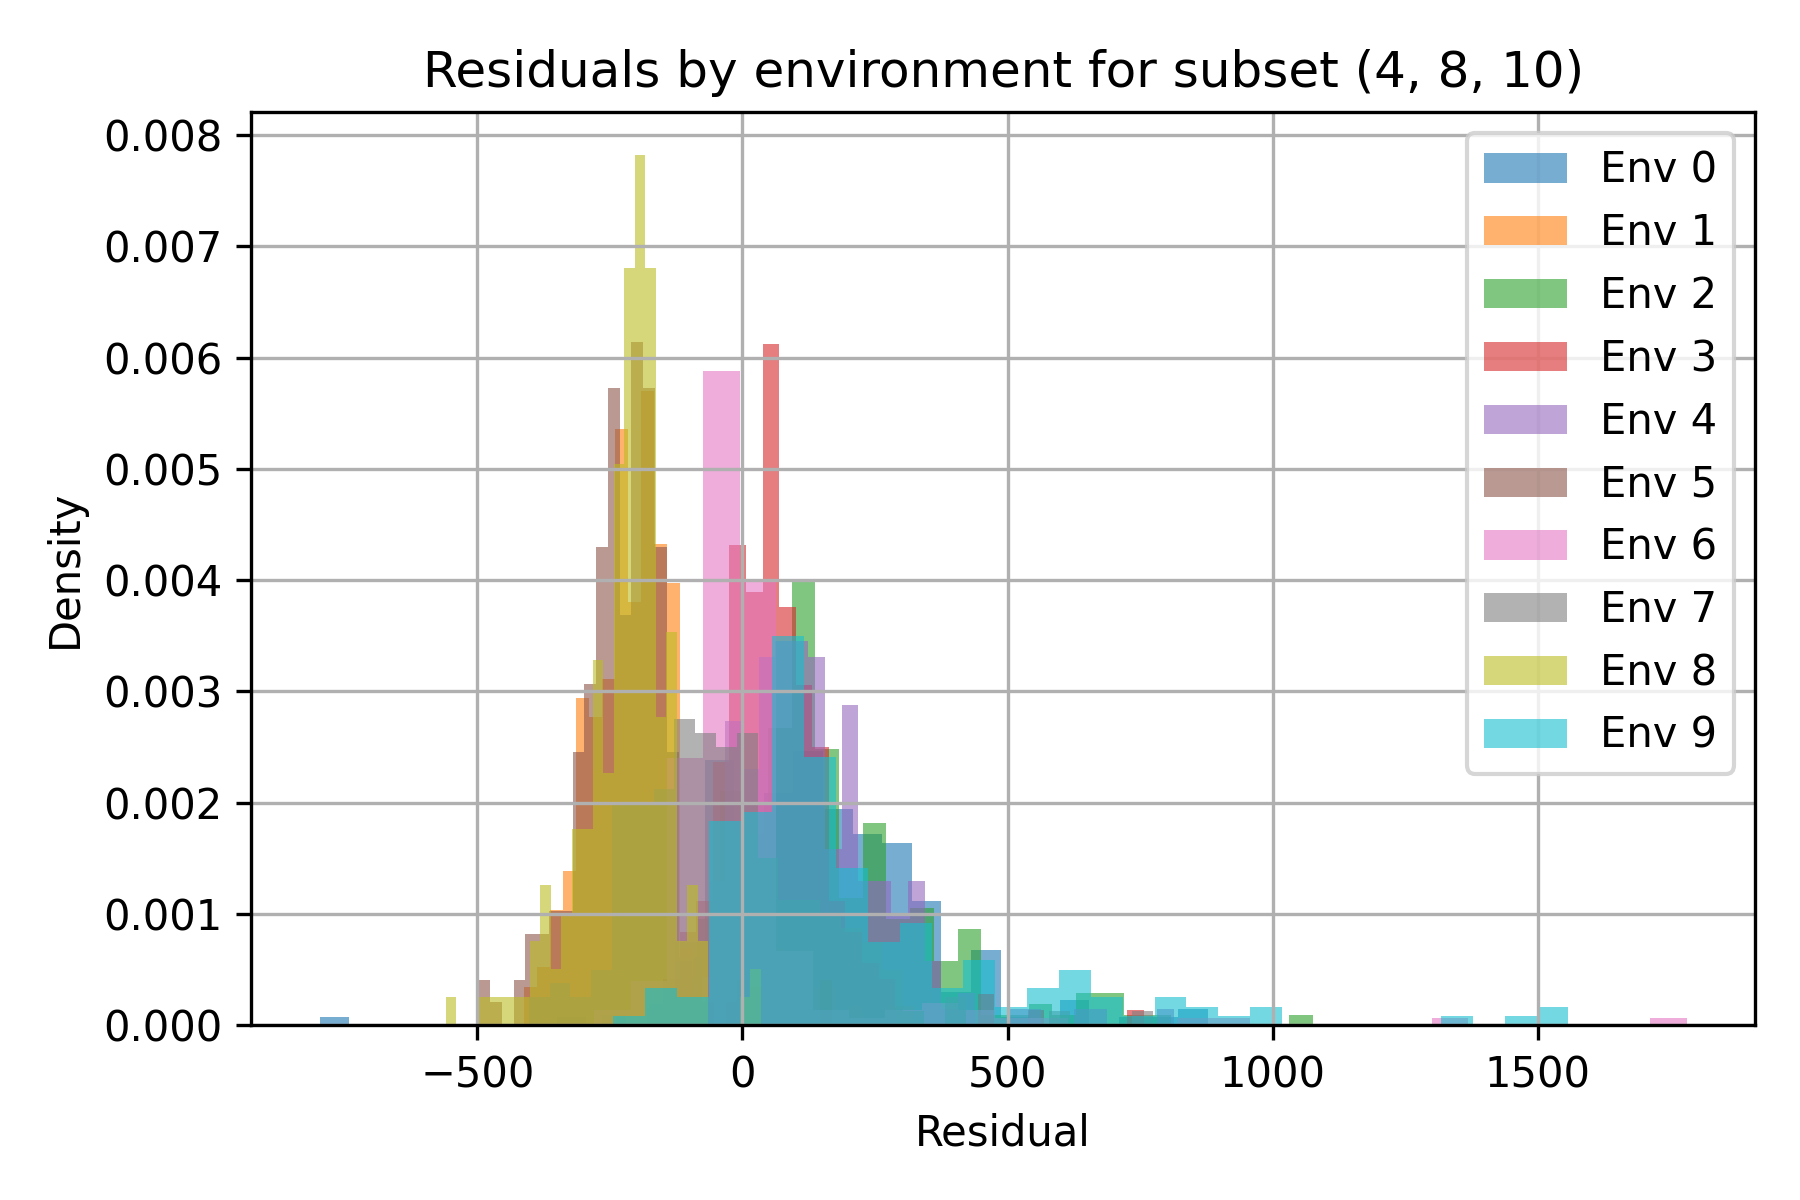 Residuals by environment for subset (4, 8, 10)
0.008
0.007
0.006
0.005
0.004
0.003
0.002
0.001
0.000
Density
−500
0
500
1000
1500
Residual
Env 0
Env 1
Env 2
Env 3
Env 4
Env 5
Env 6
Env 7
Env 8
Env 9